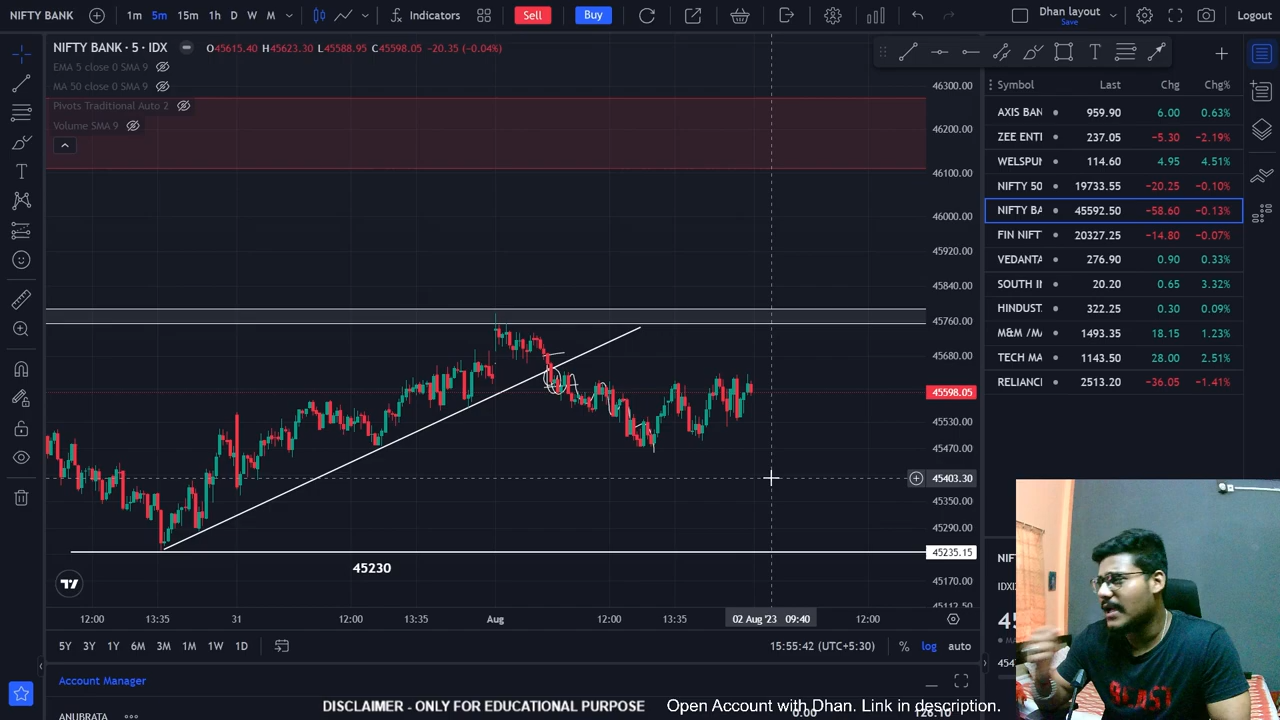 NIFTY BANK 1m 5m 15m 1h D W M Indicators Sell Buy Dhan layout Save Logout
NIFTY BANK · 5 · IDX O45615.40 H45623.30 L45588.95 C45598.05 −20.35 (−0.04%)
EMA 5 close 0 SMA 9
MA 50 close 0 SMA 9
Pivots Traditional Auto 2
Volume SMA 9
46300.00
46200.00
46100.00
46000.00
45920.00
45840.00
45760.00
45680.00
45598.05
45530.00
45470.00
45403.30
45350.00
45290.00
45235.15
45170.00
45112.50
45230
12:00 13:35 31 12:00 13:35 Aug 12:00 13:35 02 Aug '23 09:40 12:00
5Y 3Y 1Y 6M 3M 1M 1W 1D 15:55:42 (UTC+5:30) % log auto
Symbol Last Chg Chg%
AXIS BAN 959.90 6.00 0.63%
ZEE ENTI 237.05 −5.30 −2.19%
WELSPUN 114.60 4.95 4.51%
NIFTY 50 19733.55 −20.25 −0.10%
NIFTY BA 45592.50 −58.60 −0.13%
FIN NIFT 20327.25 −14.80 −0.07%
VEDANTA 276.90 0.90 0.33%
SOUTH I 20.20 0.65 3.32%
HINDUST 322.25 0.30 0.09%
M&M /M 1493.35 18.15 1.23%
TECH MA 1143.50 28.00 2.51%
RELIANCI 2513.20 −36.05 −1.41%
Account Manager
ANUBRATA 0.00 126.10
DISCLAIMER - ONLY FOR EDUCATIONAL PURPOSE Open Account with Dhan. Link in description.
BLAST